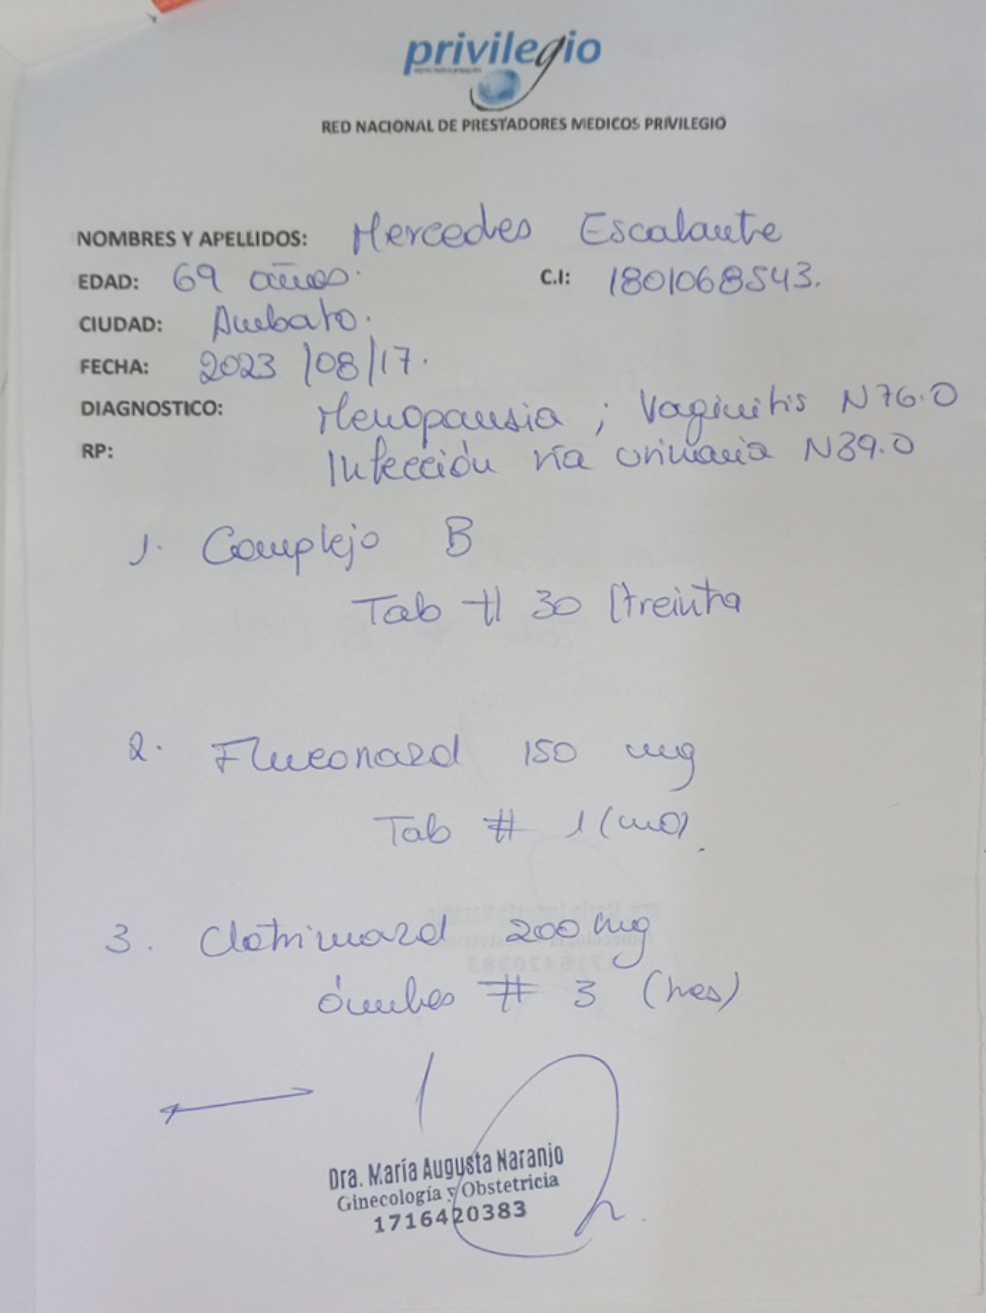 privilegio
RED NACIONAL DE PRESTADORES MEDICOS PRIVILEGIO
NOMBRES Y APELLIDOS: Mercedes Escalante
EDAD: 69 años. C.I: 1801068543.
CIUDAD: Ambato.
FECHA: 2023/08/17.
DIAGNOSTICO: Menopausia ; Vaginitis N76.0
RP: Infección vía urinaria N39.0
1. Complejo B
Tab # 30 (treinta
2. Fluconazol 150 mg
Tab # 1 (uno).
3. Clotrimazol 200 mg
óvulos # 3 (tres)
Dra. María Augusta Naranjo
Ginecología y Obstetricia
1716420383